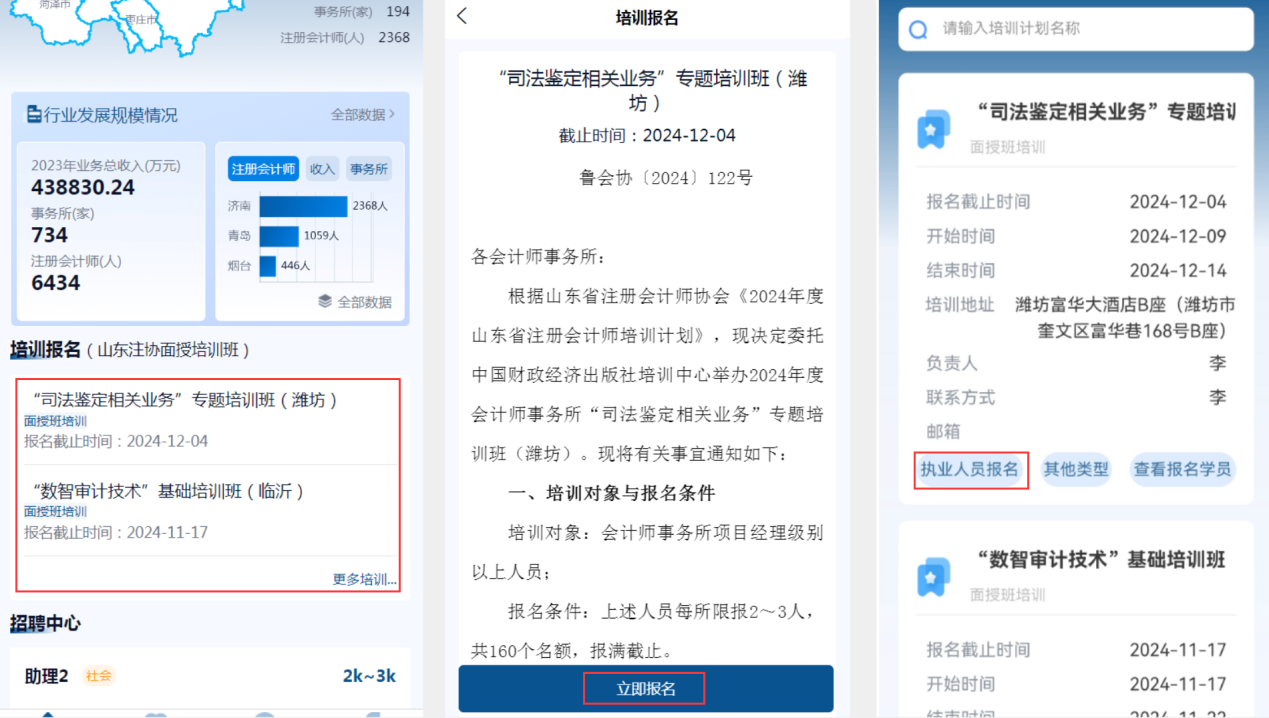 菏泽市
枣庄市
事务所(家) 194
注册会计师(人) 2368
行业发展规模情况
全部数据
2023年业务总收入(万元)
438830.24
事务所(家)
734
注册会计师(人)
6434
注册会计师 收入 事务所
济南 2368人
青岛 1059人
烟台 446人
全部数据
培训报名(山东注协面授培训班)
“司法鉴定相关业务”专题培训班(潍坊)
面授班培训
报名截止时间：2024-12-04
“数智审计技术”基础培训班(临沂)
面授班培训
报名截止时间：2024-11-17
更多培训...
招聘中心
助理2 社会 2k~3k
培训报名
“司法鉴定相关业务”专题培训班(潍
坊)
截止时间：2024-12-04
鲁会协〔2024〕122号
各会计师事务所：
根据山东省注册会计师协会《2024年度
山东省注册会计师培训计划》，现决定委托
中国财政经济出版社培训中心举办2024年度
会计师事务所“司法鉴定相关业务”专题培
训班（潍坊）。现将有关事宜通知如下：
一、培训对象与报名条件
培训对象：会计师事务所项目经理级别
以上人员；
报名条件：上述人员每所限报2～3人，
共160个名额，报满截止。
立即报名
请输入培训计划名称
“司法鉴定相关业务”专题培训
面授班培训
报名截止时间 2024-12-04
开始时间 2024-12-09
结束时间 2024-12-14
培训地址 潍坊富华大酒店B座（潍坊市
奎文区富华巷168号B座）
负责人 李
联系方式 李
邮箱
执业人员报名 其他类型 查看报名学员
“数智审计技术”基础培训班
面授班培训
报名截止时间 2024-11-17
开始时间 2024-11-17
结束时间 2024-11-22